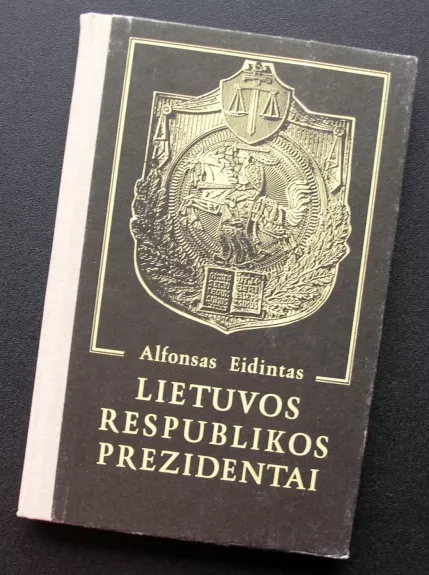 Alfonsas Eidintas
LIETUVOS
RESPUBLIKOS
PREZIDENTAI